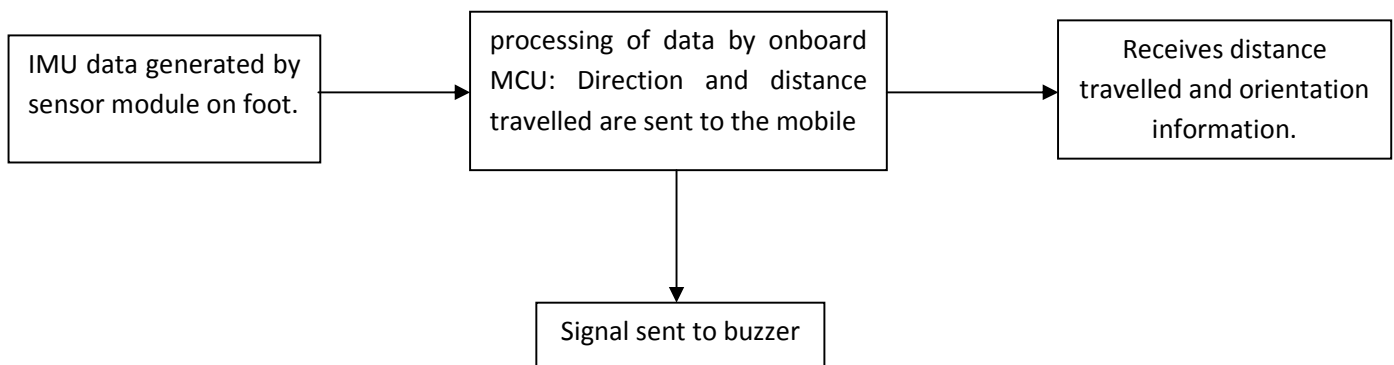 IMU data generated by
sensor module on foot.
processing of data by onboard
MCU: Direction and distance
travelled are sent to the mobile
Receives distance
travelled and orientation
information.
Signal sent to buzzer